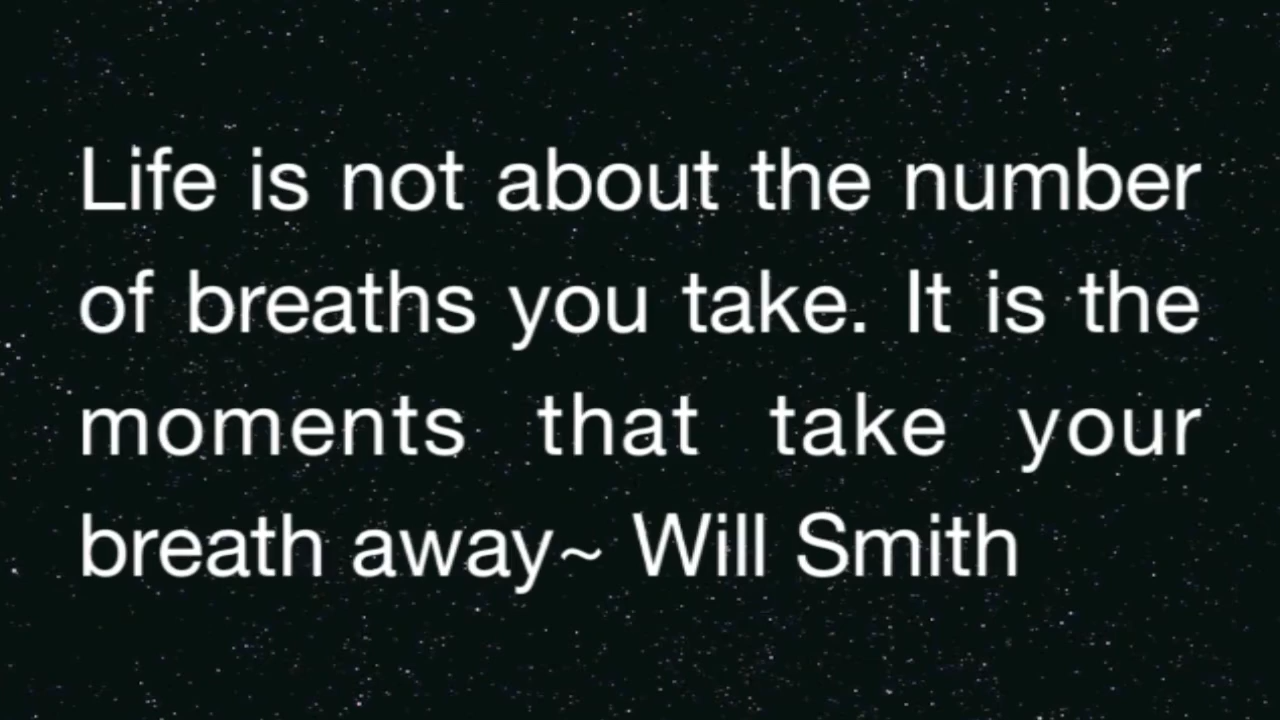 Life is not about the number
of breaths you take. It is the
moments that take your
breath away~ Will Smith